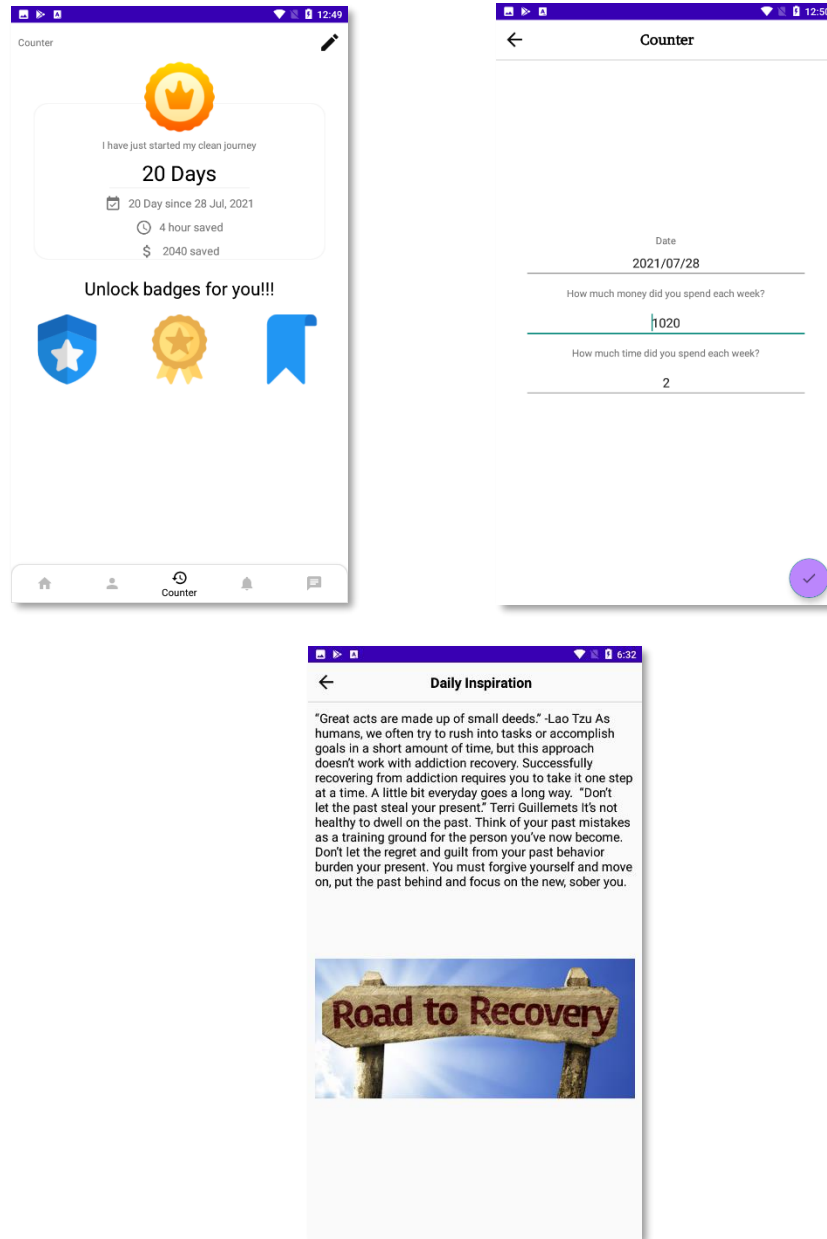 12:49
Counter
I have just started my clean journey
20 Days
20 Day since 28 Jul, 2021
4 hour saved
$ 2040 saved
Unlock badges for you!!!
Counter
12:50
Counter
Date
2021/07/28
How much money did you spend each week?
1020
How much time did you spend each week?
2
6:32
Daily Inspiration
“Great acts are made up of small deeds.” -Lao Tzu As
humans, we often try to rush into tasks or accomplish
goals in a short amount of time, but this approach
doesn’t work with addiction recovery. Successfully
recovering from addiction requires you to take it one step
at a time. A little bit everyday goes a long way.  “Don’t
let the past steal your present.” Terri Guillemets It’s not
healthy to dwell on the past. Think of your past mistakes
as a training ground for the person you’ve now become.
Don’t let the regret and guilt from your past behavior
burden your present. You must forgive yourself and move
on, put the past behind and focus on the new, sober you.
Road to Recovery